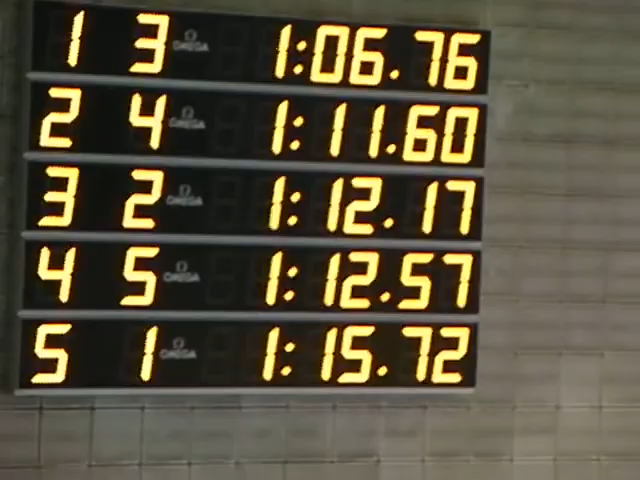 1 3 OMEGA 1:06.76
2 4 OMEGA 1:11.60
3 2 OMEGA 1:12.17
4 5 OMEGA 1:12.57
5 1 OMEGA 1:15.72